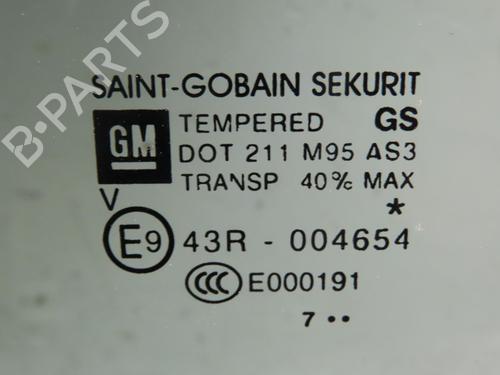 B-PARTS
SAINT-GOBAIN SEKURIT
GM TEMPERED GS
DOT 211 M95 AS3
TRANSP 40% MAX
V *
E9 43R - 004654
CCC E000191
7 ••